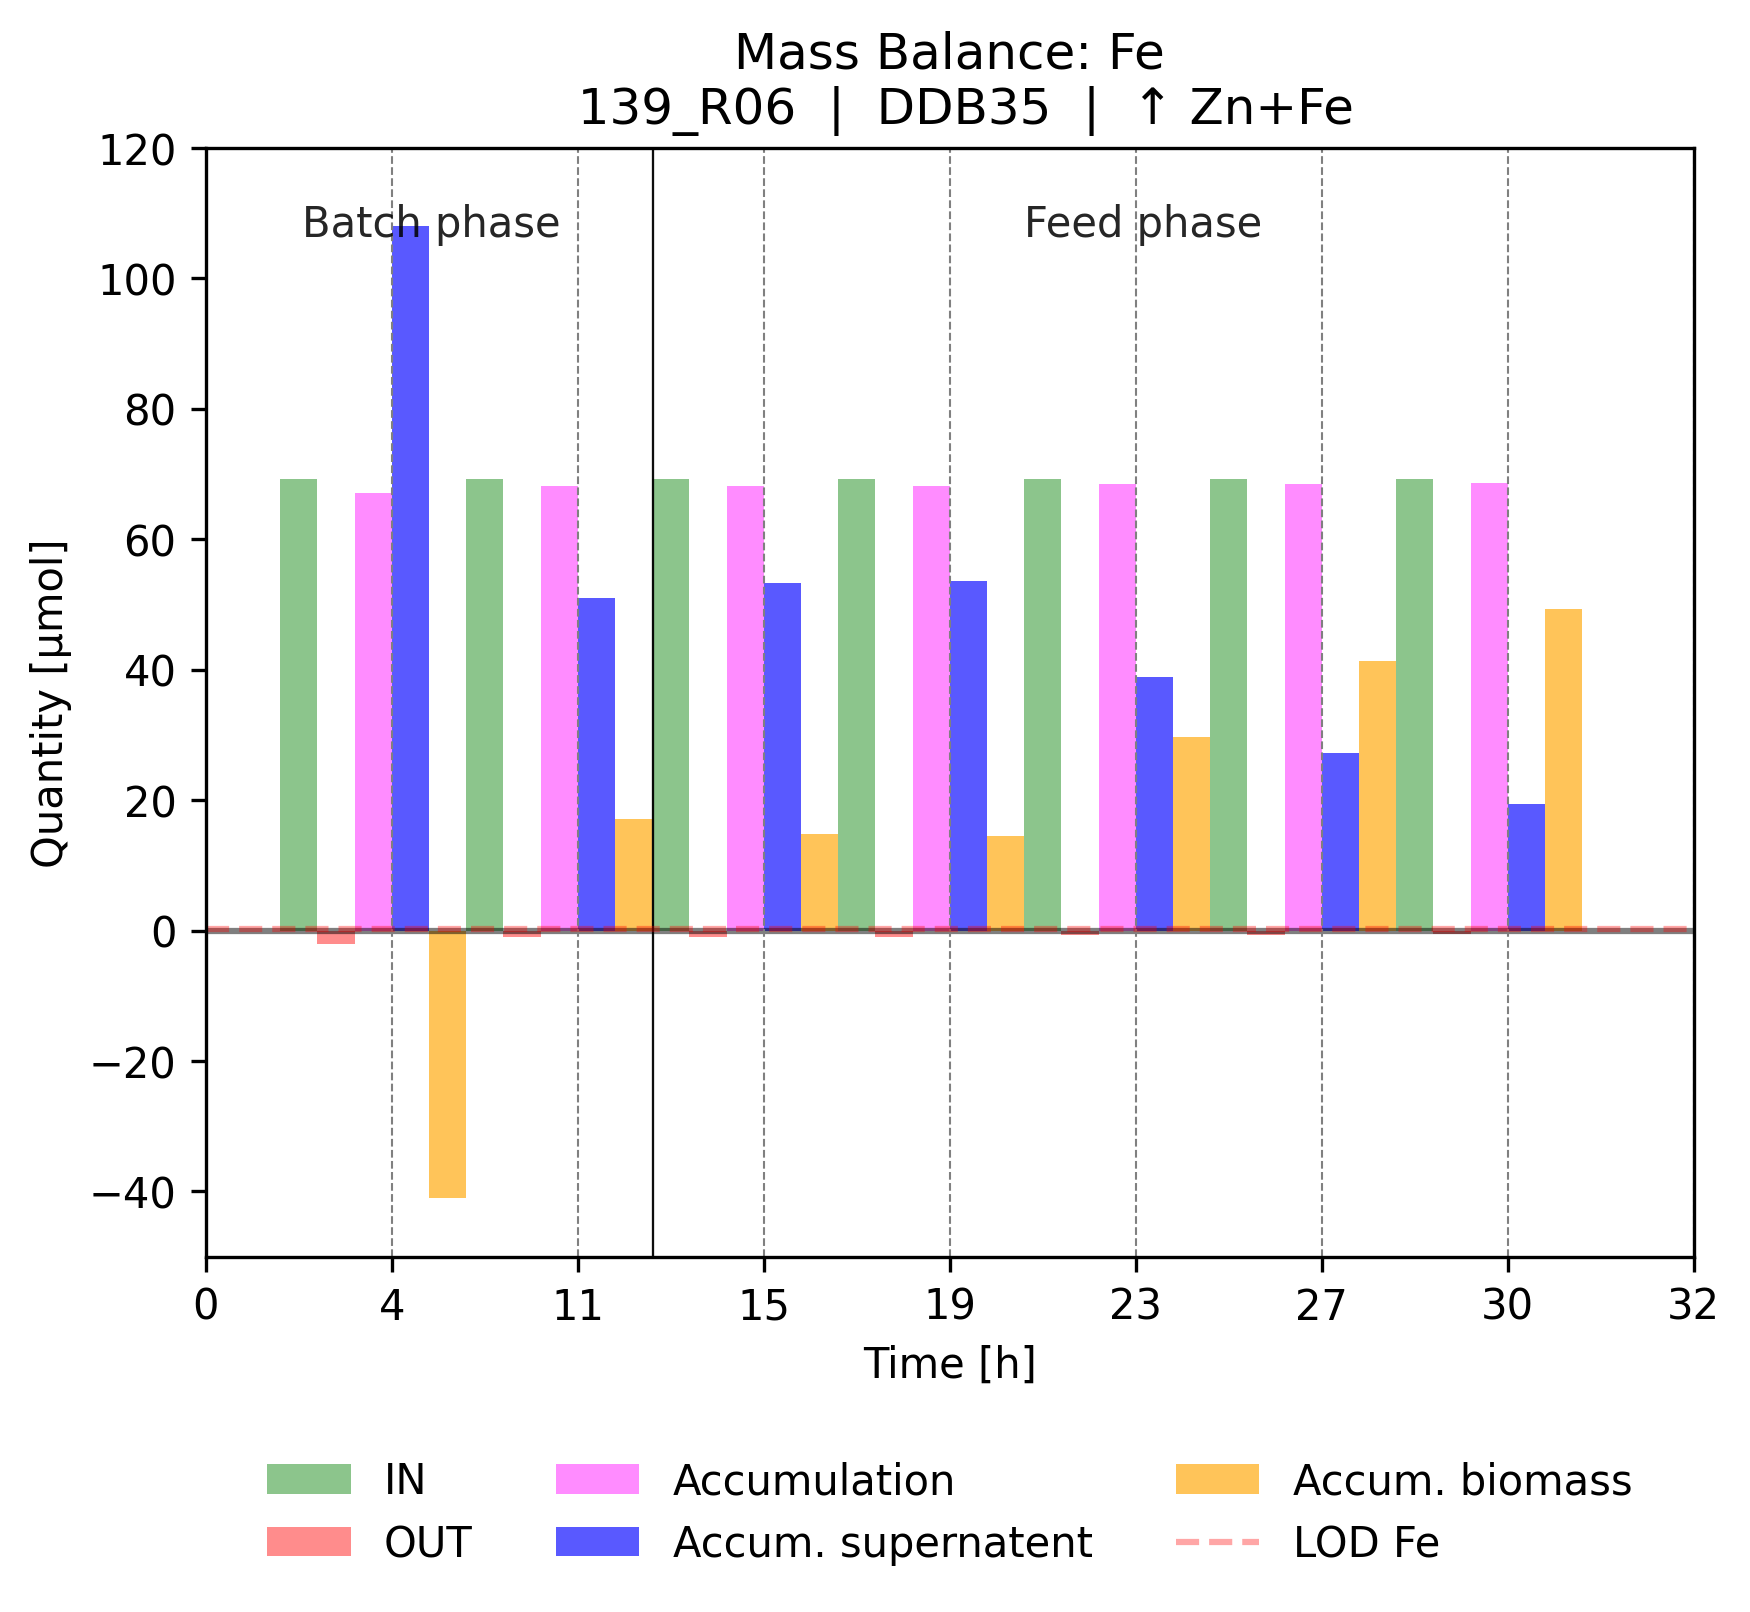 Mass Balance: Fe
139_R06 | DDB35 | ↑ Zn+Fe
120
100
80
60
40
20
0
−20
−40
Quantity [µmol]
Batch phase
Feed phase
0 4 11 15 19 23 27 30 32
Time [h]
IN
OUT
Accumulation
Accum. supernatent
Accum. biomass
LOD Fe